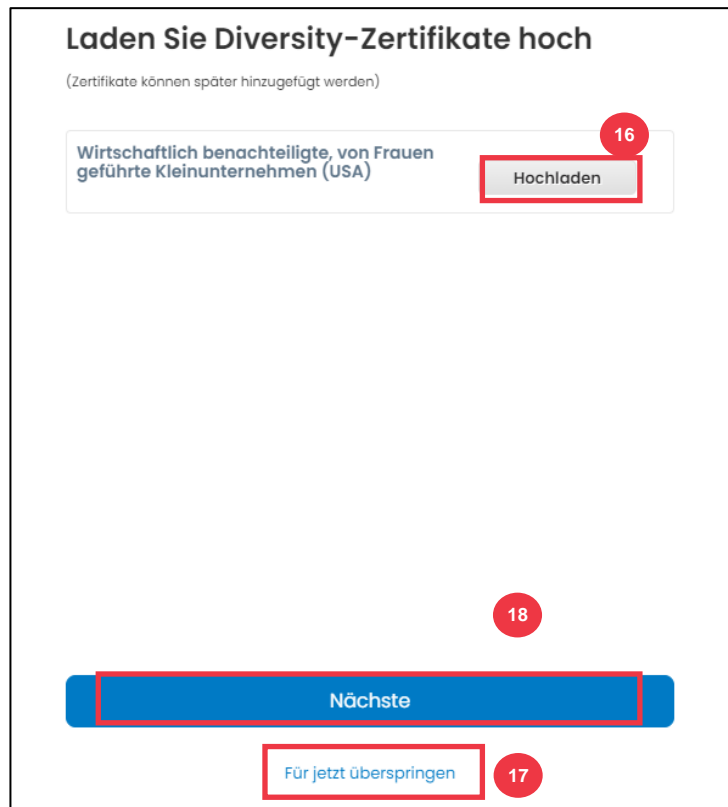 Laden Sie Diversity-Zertifikate hoch
(Zertifikate können später hinzugefügt werden)
16
Wirtschaftlich benachteiligte, von Frauen
geführte Kleinunternehmen (USA)
Hochladen
18
Nächste
Für jetzt überspringen
17